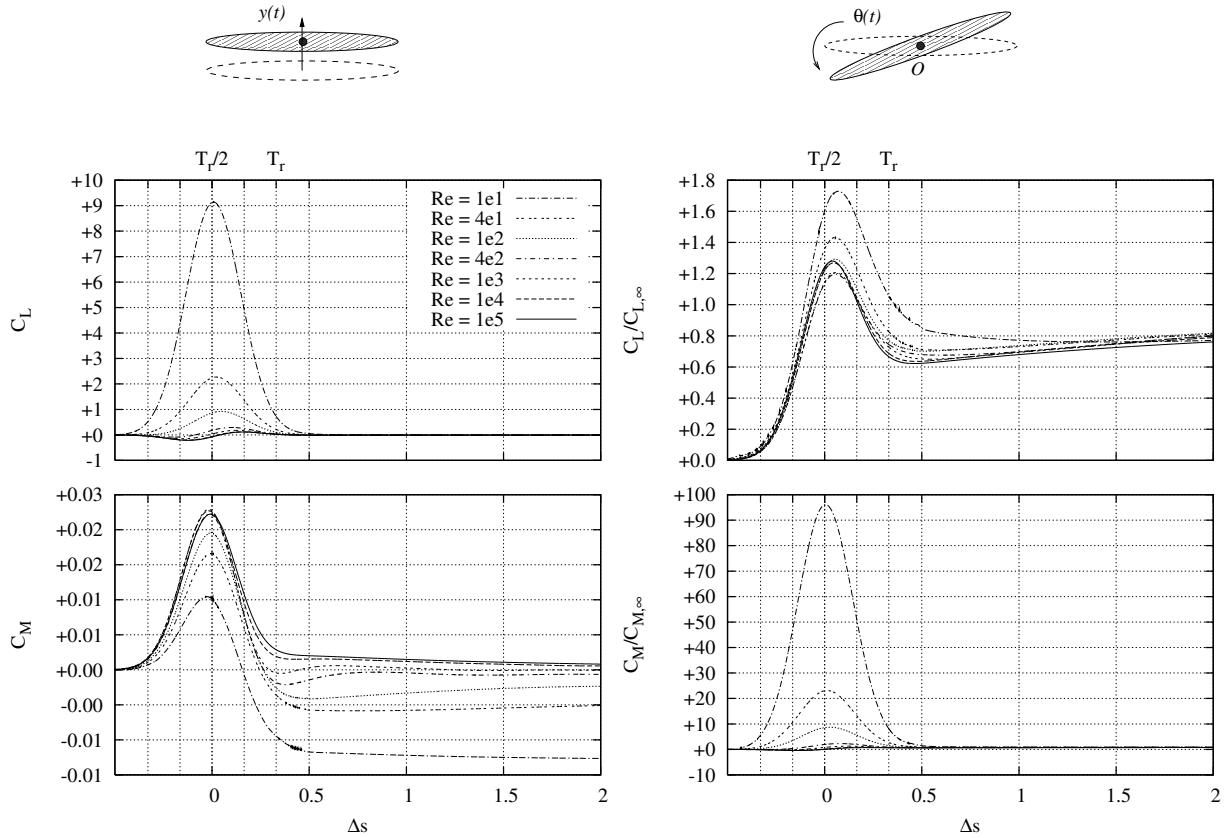 y(t)
θ(t)
O
T_r/2 T_r
+10
+9
+8
+7
+6
+5
+4
+3
+2
+1
+0
-1
C_L
Re = 1e1
Re = 4e1
Re = 1e2
Re = 4e2
Re = 1e3
Re = 1e4
Re = 1e5
T_r/2 T_r
+1.8
+1.6
+1.4
+1.2
+1.0
+0.8
+0.6
+0.4
+0.2
+0.0
C_L/C_L,∞
+0.03
+0.02
+0.02
+0.01
+0.01
+0.00
-0.00
-0.01
-0.01
C_M
0 0.5 1 1.5 2
Δs
+100
+90
+80
+70
+60
+50
+40
+30
+20
+10
+0
-10
C_M/C_M,∞
0 0.5 1 1.5 2
Δs